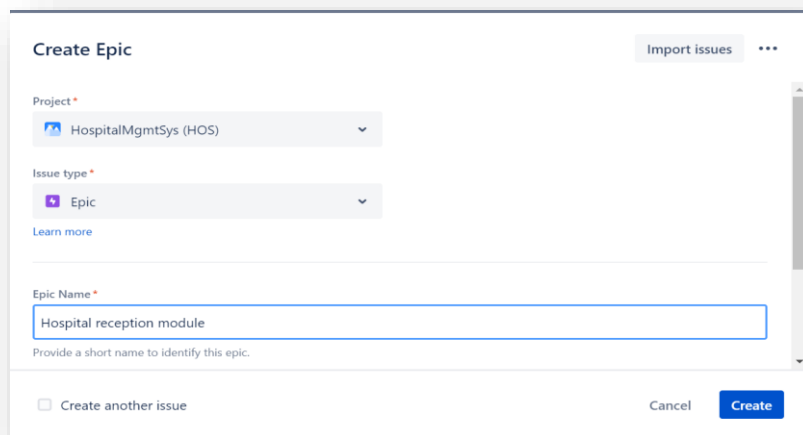 Create Epic
Import issues
Project*
HospitalMgmtSys (HOS)
Issue type*
Epic
Learn more
Epic Name*
Hospital reception module
Provide a short name to identify this epic.
Create another issue
Cancel
Create